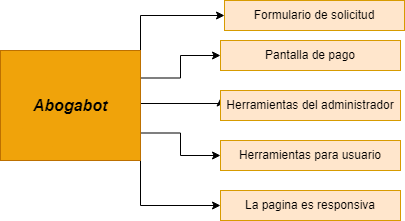 Abogabot
Formulario de solicitud
Pantalla de pago
Herramientas del administrador
Herramientas para usuario
La pagina es responsiva